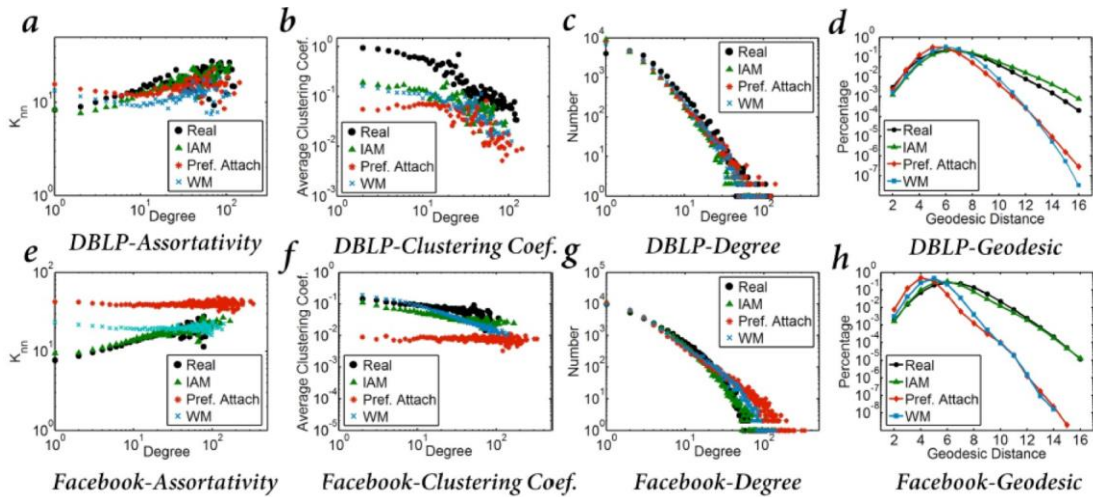 a
K_nn
10^1
10^0
10^0 10^1 10^2
Degree
Real
IAM
Pref. Attach
WM
DBLP-Assortativity
b
Average Clustering Coef.
10^0
10^-1
10^-2
10^-3
10^0 10^1 10^2
Degree
Real
IAM
Pref. Attach
WM
DBLP-Clustering Coef.
c
Number
10^4
10^3
10^2
10^1
10^0
10^0 10^1 10^2
Degree
Real
IAM
Pref. Attach
WM
DBLP-Degree
d
Percentage
10^0
10^-1
10^-2
10^-3
10^-4
10^-5
10^-6
10^-7
2 4 6 8 10 12 14 16
Geodesic Distance
Real
IAM
Pref. Attach
WM
DBLP-Geodesic
e
K_nn
10^2
10^1
10^0
10^0 10^1 10^2
Degree
Real
IAM
Pref. Attach
WM
Facebook-Assortativity
f
Average Clustering Coef.
10^0
10^-1
10^-2
10^-3
10^-4
10^-5
10^0 10^1 10^2
Degree
Real
IAM
Pref. Attach
WM
Facebook-Clustering Coef.
g
Number
10^5
10^4
10^3
10^2
10^1
10^0
10^0 10^1 10^2
Degree
Real
IAM
Pref. Attach
WM
Facebook-Degree
h
Percentage
10^0
10^-1
10^-2
10^-3
10^-4
10^-5
10^-6
10^-7
10^-8
2 4 6 8 10 12 14 16
Geodesic Distance
Real
IAM
Pref. Attach
WM
Facebook-Geodesic